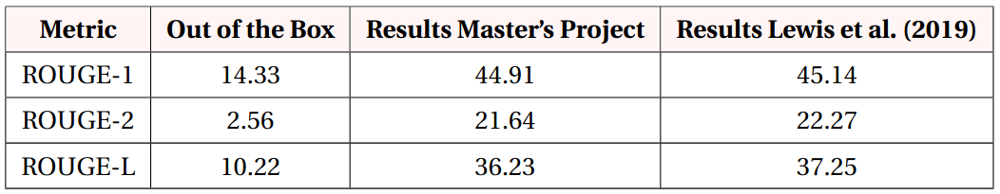 Metric Out of the Box Results Master's Project Results Lewis et al. (2019)
ROUGE-1 14.33 44.91 45.14
ROUGE-2 2.56 21.64 22.27
ROUGE-L 10.22 36.23 37.25